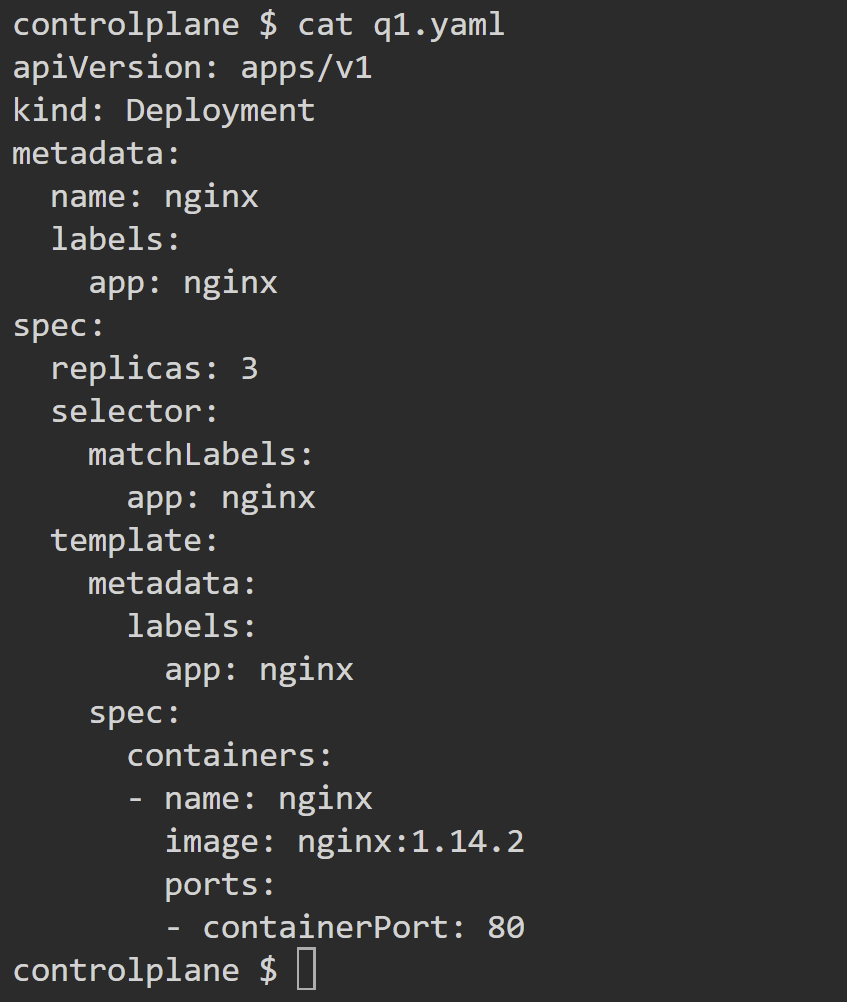 controlplane $ cat q1.yaml
apiVersion: apps/v1
kind: Deployment
metadata:
  name: nginx
  labels:
    app: nginx
spec:
  replicas: 3
  selector:
    matchLabels:
      app: nginx
  template:
    metadata:
      labels:
        app: nginx
    spec:
      containers:
      - name: nginx
        image: nginx:1.14.2
        ports:
        - containerPort: 80
controlplane $